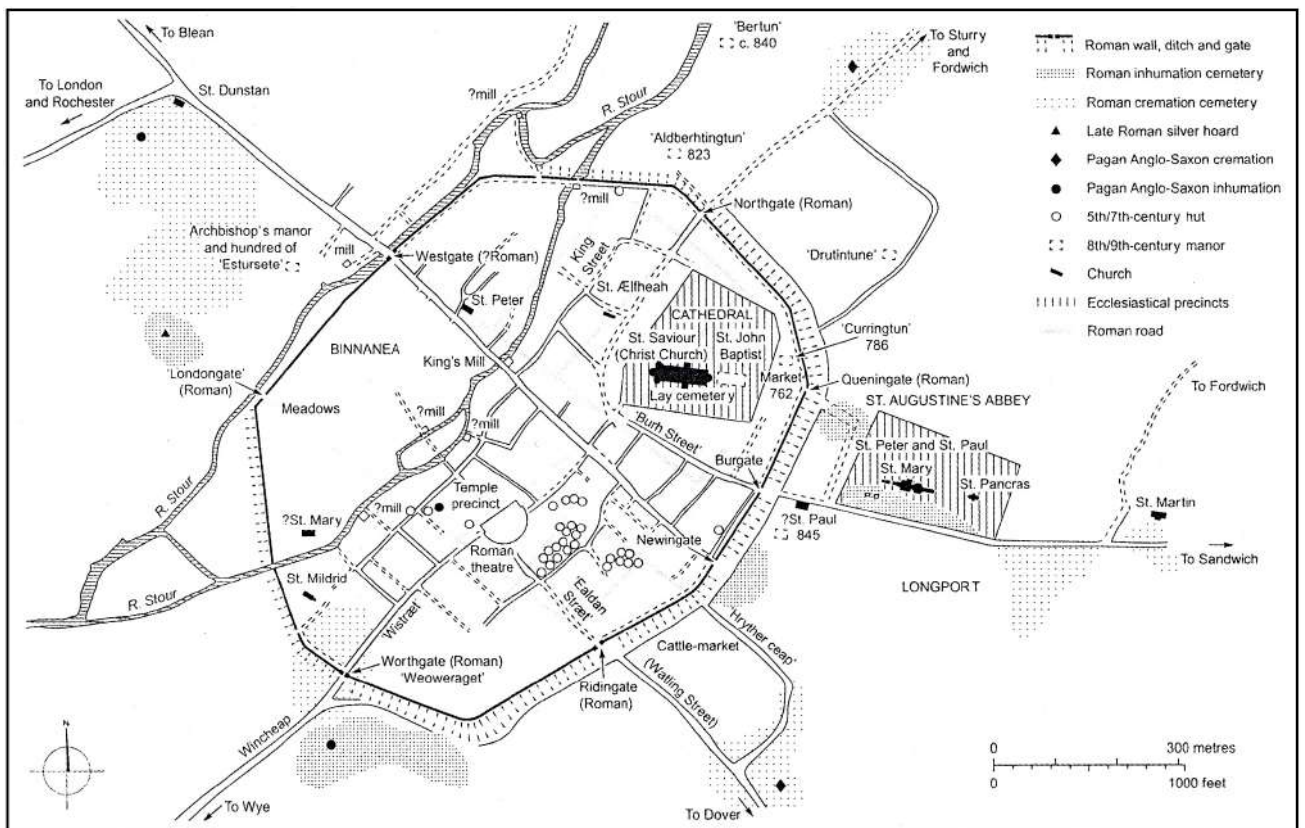 To Blean
'Bertun'
c. 840
To Sturry
and
Fordwich
To London
and Rochester
St. Dunstan
?mill
R. Stour
'Aldberhtingtun'
823
?mill
Northgate (Roman)
Archbishop's manor
and hundred of
'Estursete'
mill
Westgate (?Roman)
King
Street
'Drutintune'
St. Peter
St. Ælfheah
CATHEDRAL
BINNANEA
St. Saviour
(Christ Church)
St. John
Baptist
'Curringtun'
786
King's Mill
Market
762
Queningate (Roman)
'Londongate'
(Roman)
Lay cemetery
To Fordwich
Meadows
ST. AUGUSTINE'S ABBEY
?mill
?mill
'Burh Street'
St. Peter and St. Paul
Burgate
St. Mary
St. Pancras
Temple
precinct
St. Martin
R. Stour
?St. Mary
?mill
?St. Paul
845
Newingate
Roman
theatre
To Sandwich
St. Mildrid
LONGPORT
R. Stour
'Ealdan
Stræt'
'Wistræt'
'Hryther ceap'
Cattle-market
Worthgate (Roman)
'Weoweraget'
(Watling Street)
Ridingate
(Roman)
Wincheap
N
To Wye
To Dover
Roman wall, ditch and gate
Roman inhumation cemetery
Roman cremation cemetery
Late Roman silver hoard
Pagan Anglo-Saxon cremation
Pagan Anglo-Saxon inhumation
5th/7th-century hut
8th/9th-century manor
Church
Ecclesiastical precincts
Roman road
0 300 metres
0 1000 feet